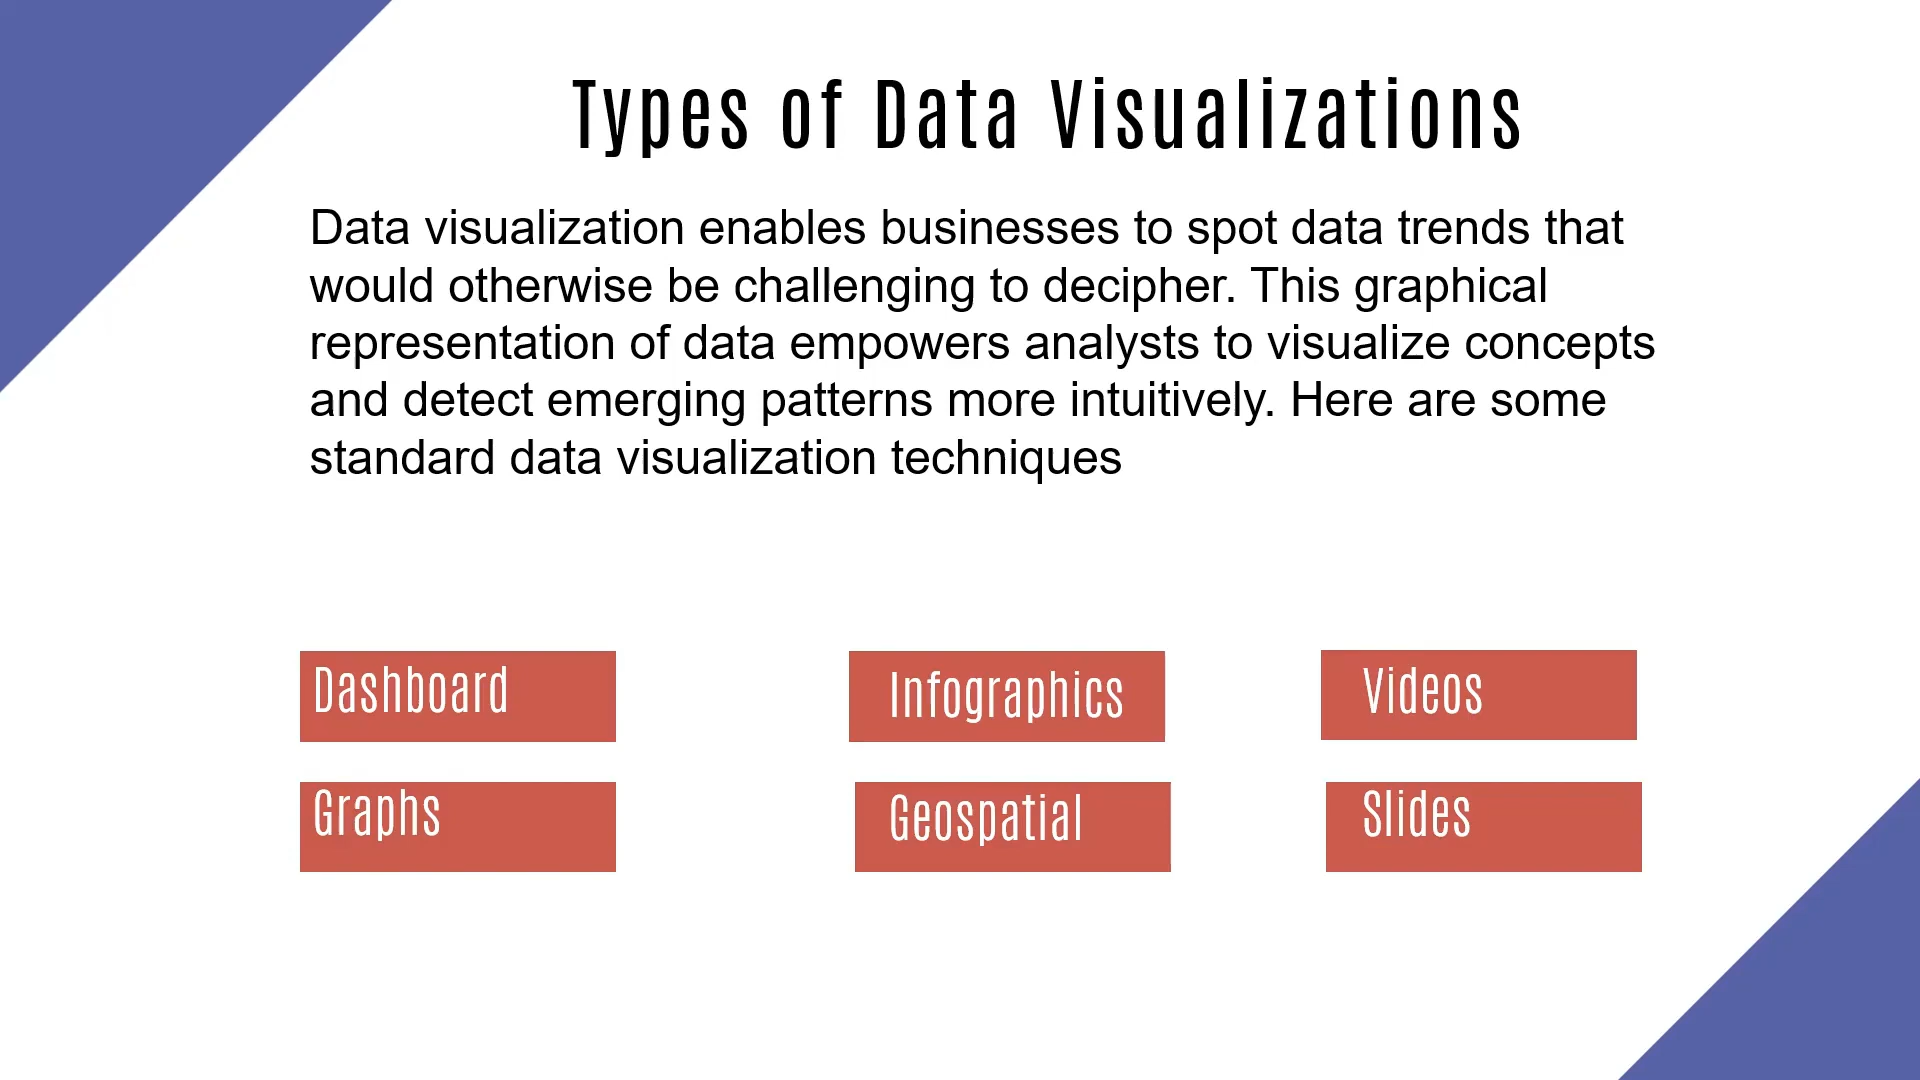 Types of Data Visualizations
Data visualization enables businesses to spot data trends that
would otherwise be challenging to decipher. This graphical
representation of data empowers analysts to visualize concepts
and detect emerging patterns more intuitively. Here are some
standard data visualization techniques
Dashboard
Infographics
Videos
Graphs
Geospatial
Slides